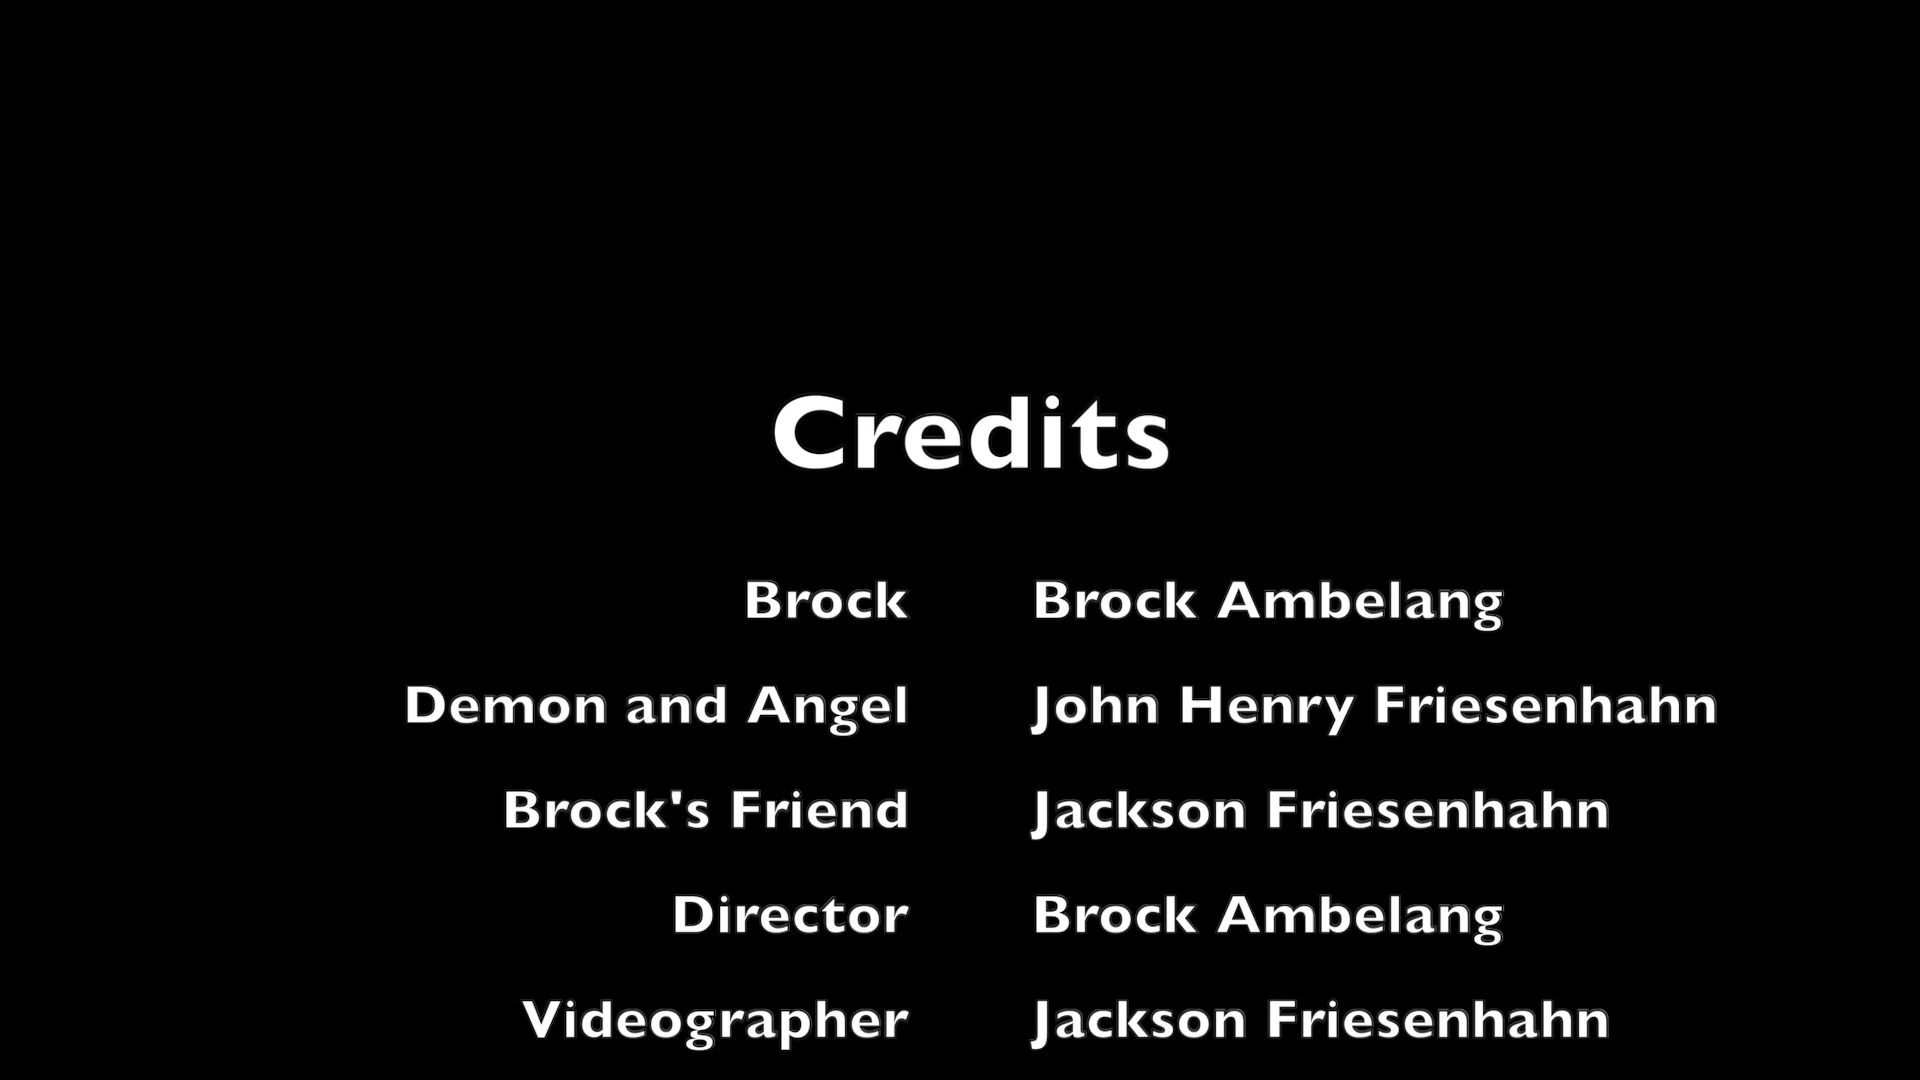 Credits
Brock Brock Ambelang
Demon and Angel John Henry Friesenhahn
Brock's Friend Jackson Friesenhahn
Director Brock Ambelang
Videographer Jackson Friesenhahn